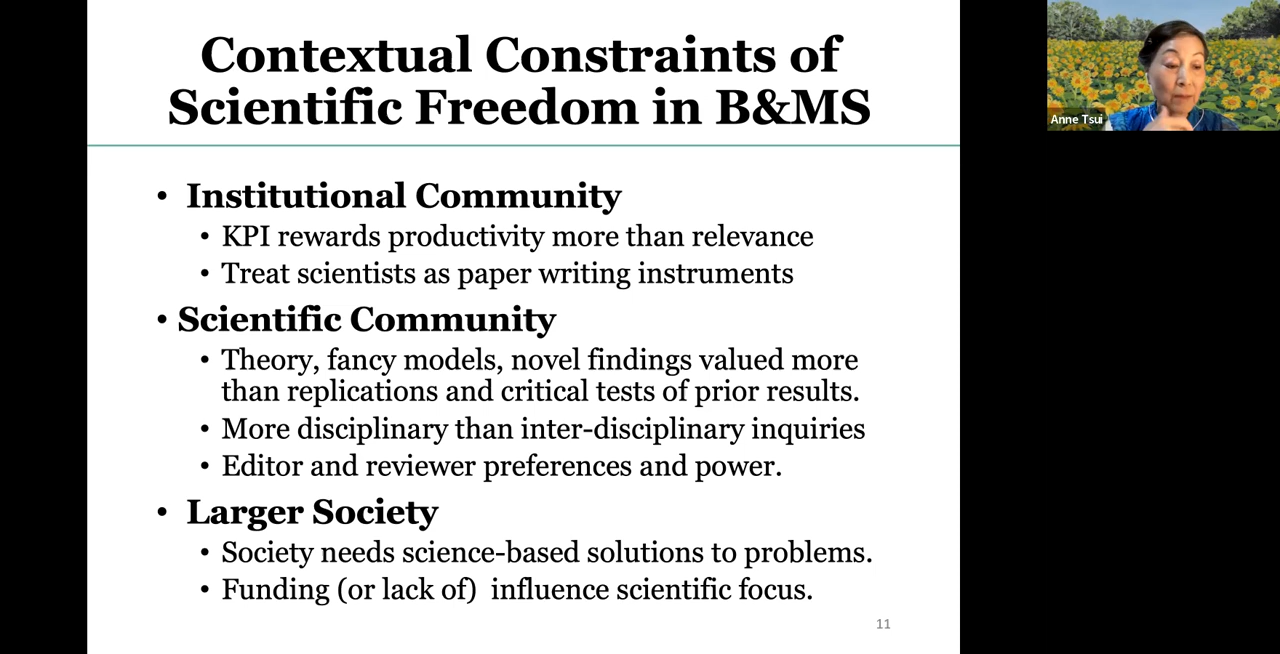 Contextual Constraints of
Scientific Freedom in B&MS
• Institutional Community
• KPI rewards productivity more than relevance
• Treat scientists as paper writing instruments
• Scientific Community
• Theory, fancy models, novel findings valued more
than replications and critical tests of prior results.
• More disciplinary than inter-disciplinary inquiries
• Editor and reviewer preferences and power.
• Larger Society
• Society needs science-based solutions to problems.
• Funding (or lack of) influence scientific focus.
11
Anne Tsui